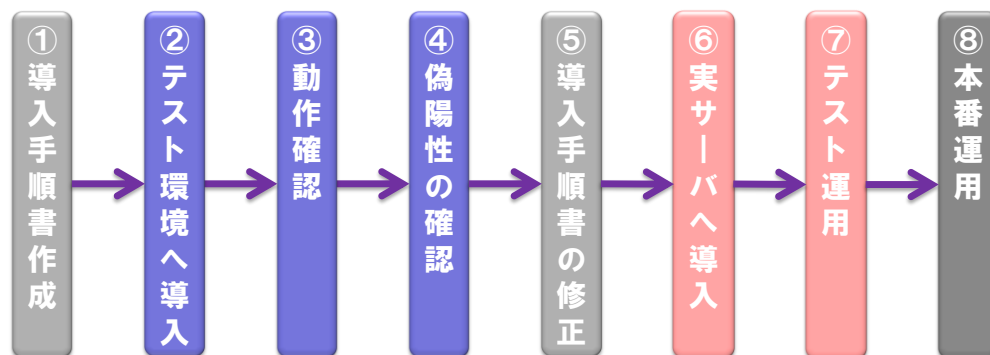 ①導入手順書作成
②テスト環境へ導入
③動作確認
④偽陽性の確認
⑤導入手順書の修正
⑥実サーバへ導入
⑦テスト運用
⑧本番運用